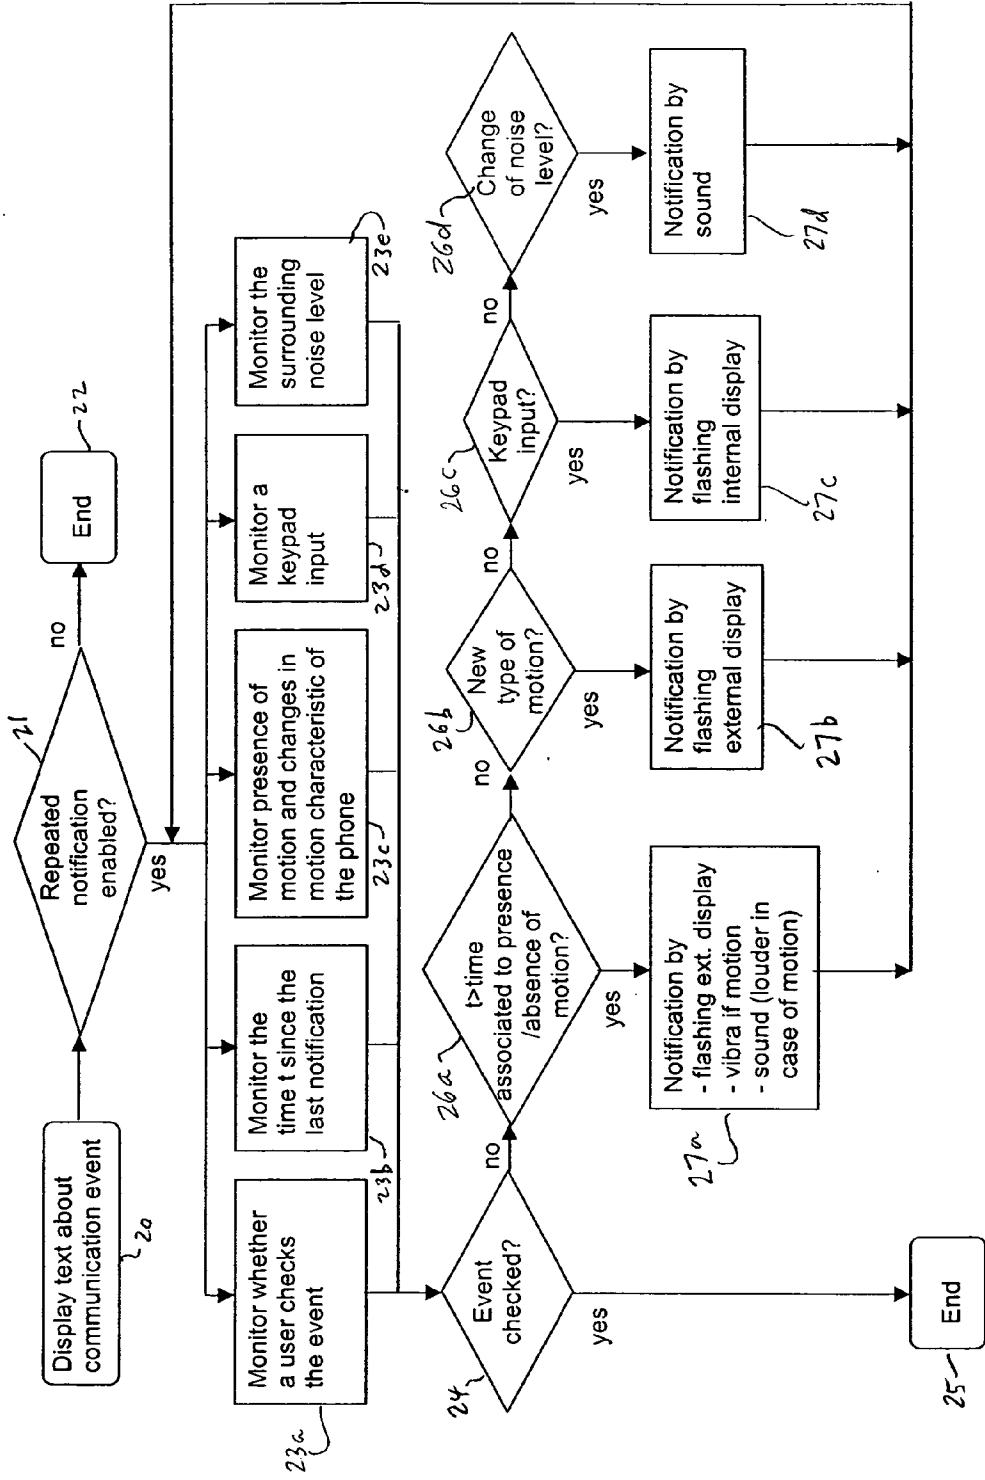 Display text about
communication event
20
Repeated
notification
enabled?
21
no
End
22
yes
Monitor whether
a user checks
the event
23a
Monitor the
time t since the
last notification
23b
Monitor presence of
motion and changes in
motion characteristic of
the phone
23c
Monitor a
keypad
input
23d
Monitor the
surrounding
noise level
23e
Event
checked?
24
no
yes
End
25
t>time
associated to presence
/absence of
motion?
26a
no
yes
Notification by
- flashing ext. display
- vibra if motion
- sound (louder in
case of motion)
27a
New
type of
motion?
26b
no
yes
Notification by
flashing
external display
27b
Keypad
input?
26c
no
yes
Notification by
flashing
internal display
27c
Change
of noise
level?
26d
yes
Notification by
sound
27d